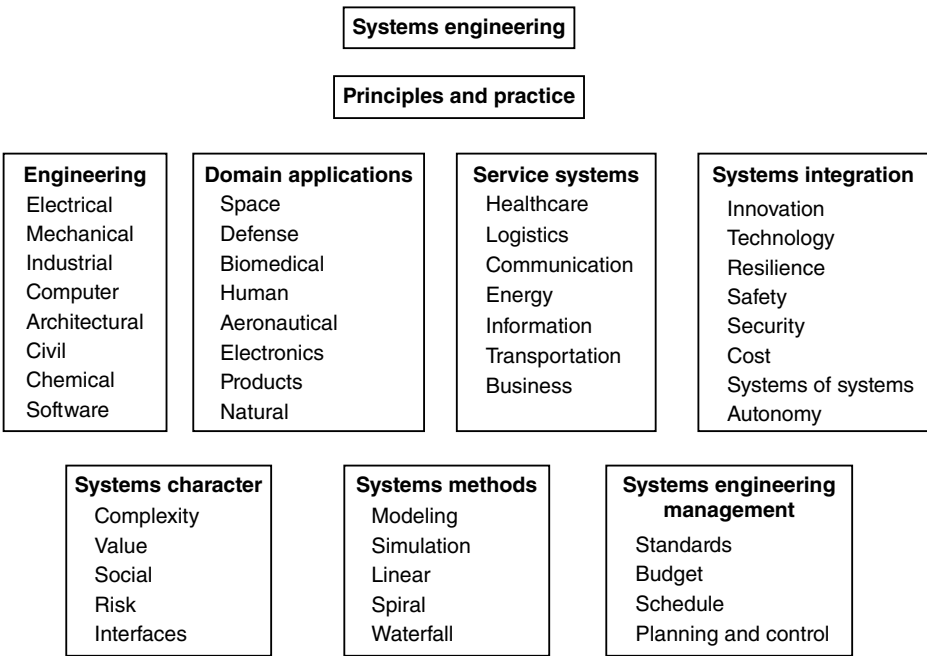 Systems engineering
Principles and practice
Engineering
Electrical
Mechanical
Industrial
Computer
Architectural
Civil
Chemical
Software
Domain applications
Space
Defense
Biomedical
Human
Aeronautical
Electronics
Products
Natural
Service systems
Healthcare
Logistics
Communication
Energy
Information
Transportation
Business
Systems integration
Innovation
Technology
Resilience
Safety
Security
Cost
Systems of systems
Autonomy
Systems character
Complexity
Value
Social
Risk
Interfaces
Systems methods
Modeling
Simulation
Linear
Spiral
Waterfall
Systems engineering
management
Standards
Budget
Schedule
Planning and control